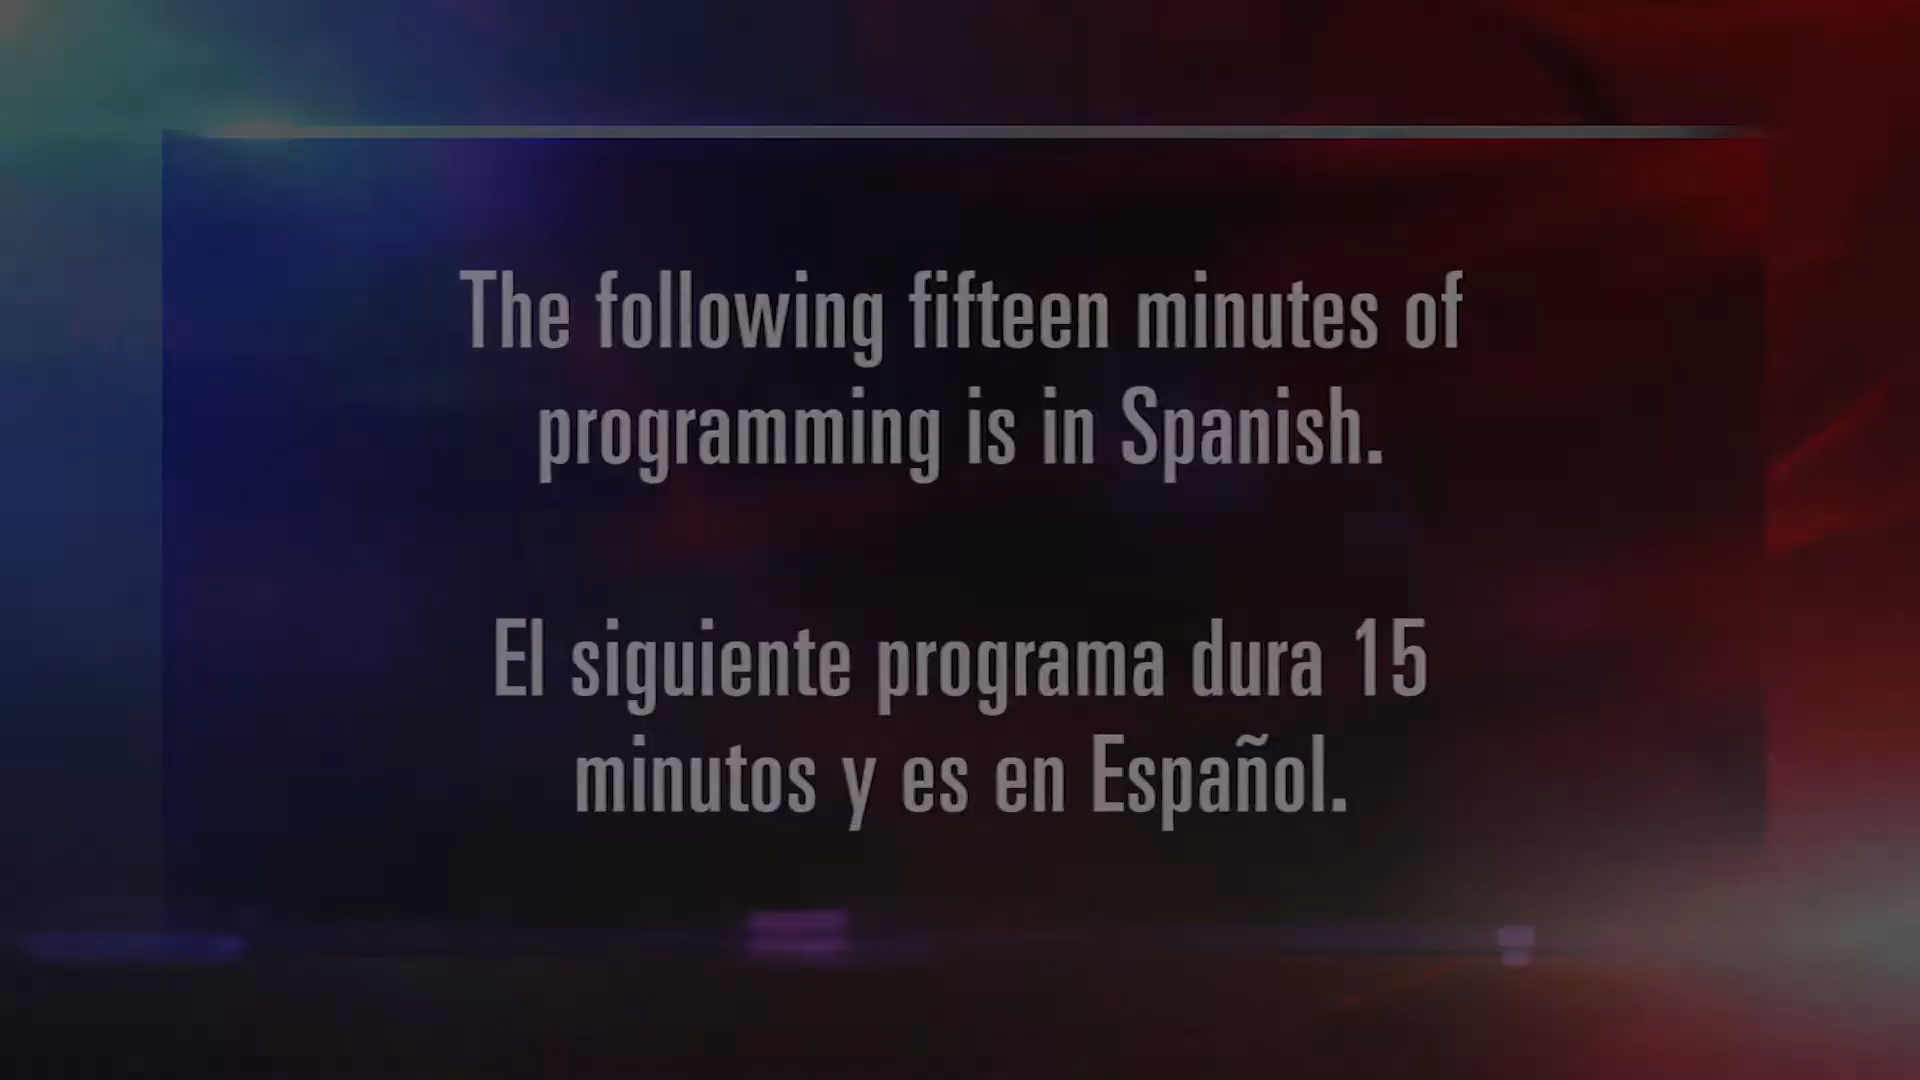 The following fifteen minutes of
programming is in Spanish.
El siguiente programa dura 15
minutos y es en Español.